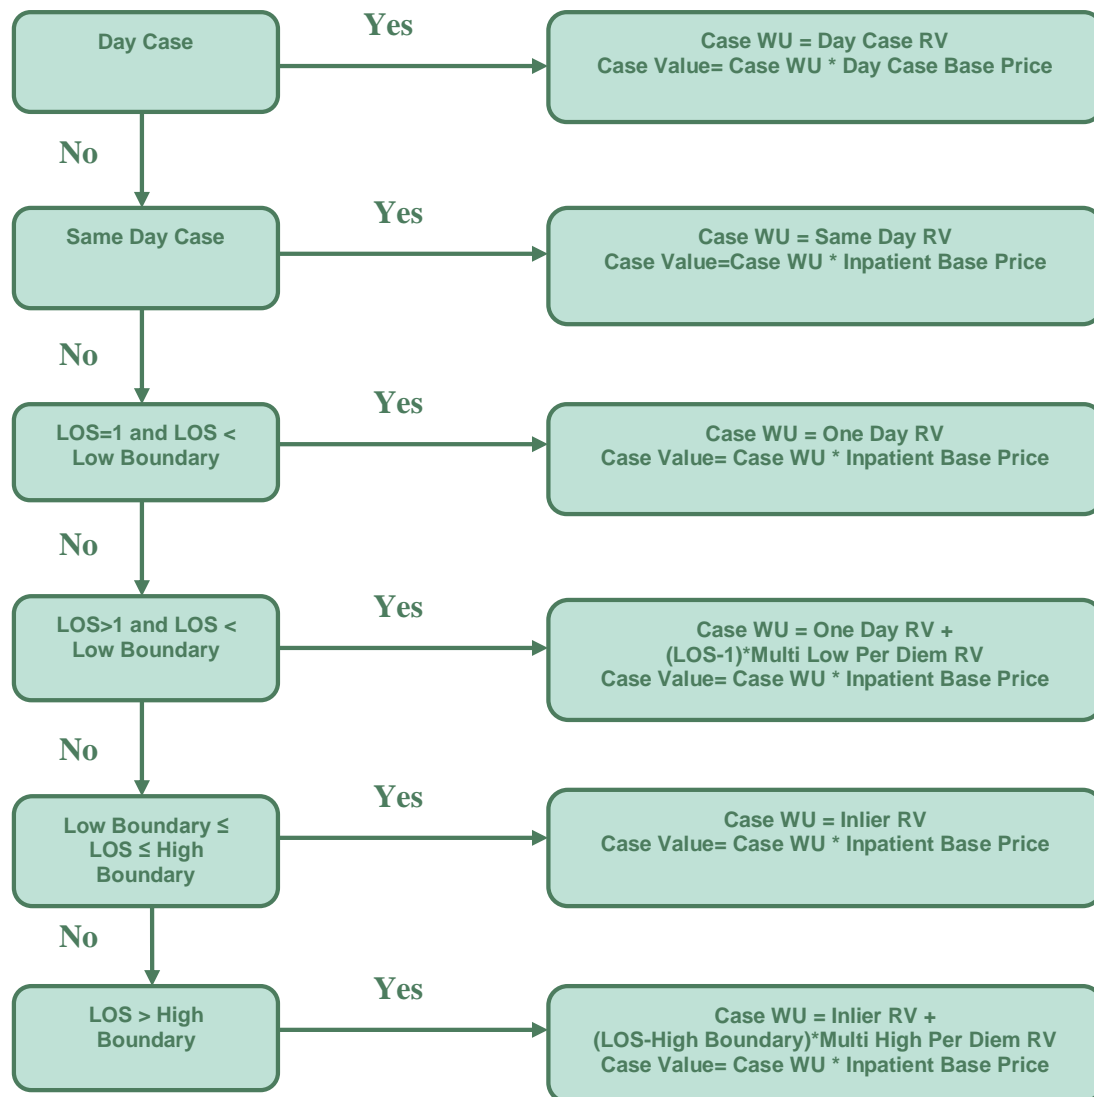 Day Case
Yes
Case WU = Day Case RV
Case Value= Case WU * Day Case Base Price
No
Same Day Case
Yes
Case WU = Same Day RV
Case Value=Case WU * Inpatient Base Price
No
LOS=1 and LOS <
Low Boundary
Yes
Case WU = One Day RV
Case Value= Case WU * Inpatient Base Price
No
LOS>1 and LOS <
Low Boundary
Yes
Case WU = One Day RV +
(LOS-1)*Multi Low Per Diem RV
Case Value= Case WU * Inpatient Base Price
No
Low Boundary ≤
LOS ≤ High
Boundary
Yes
Case WU = Inlier RV
Case Value= Case WU * Inpatient Base Price
No
LOS > High
Boundary
Yes
Case WU = Inlier RV +
(LOS-High Boundary)*Multi High Per Diem RV
Case Value= Case WU * Inpatient Base Price